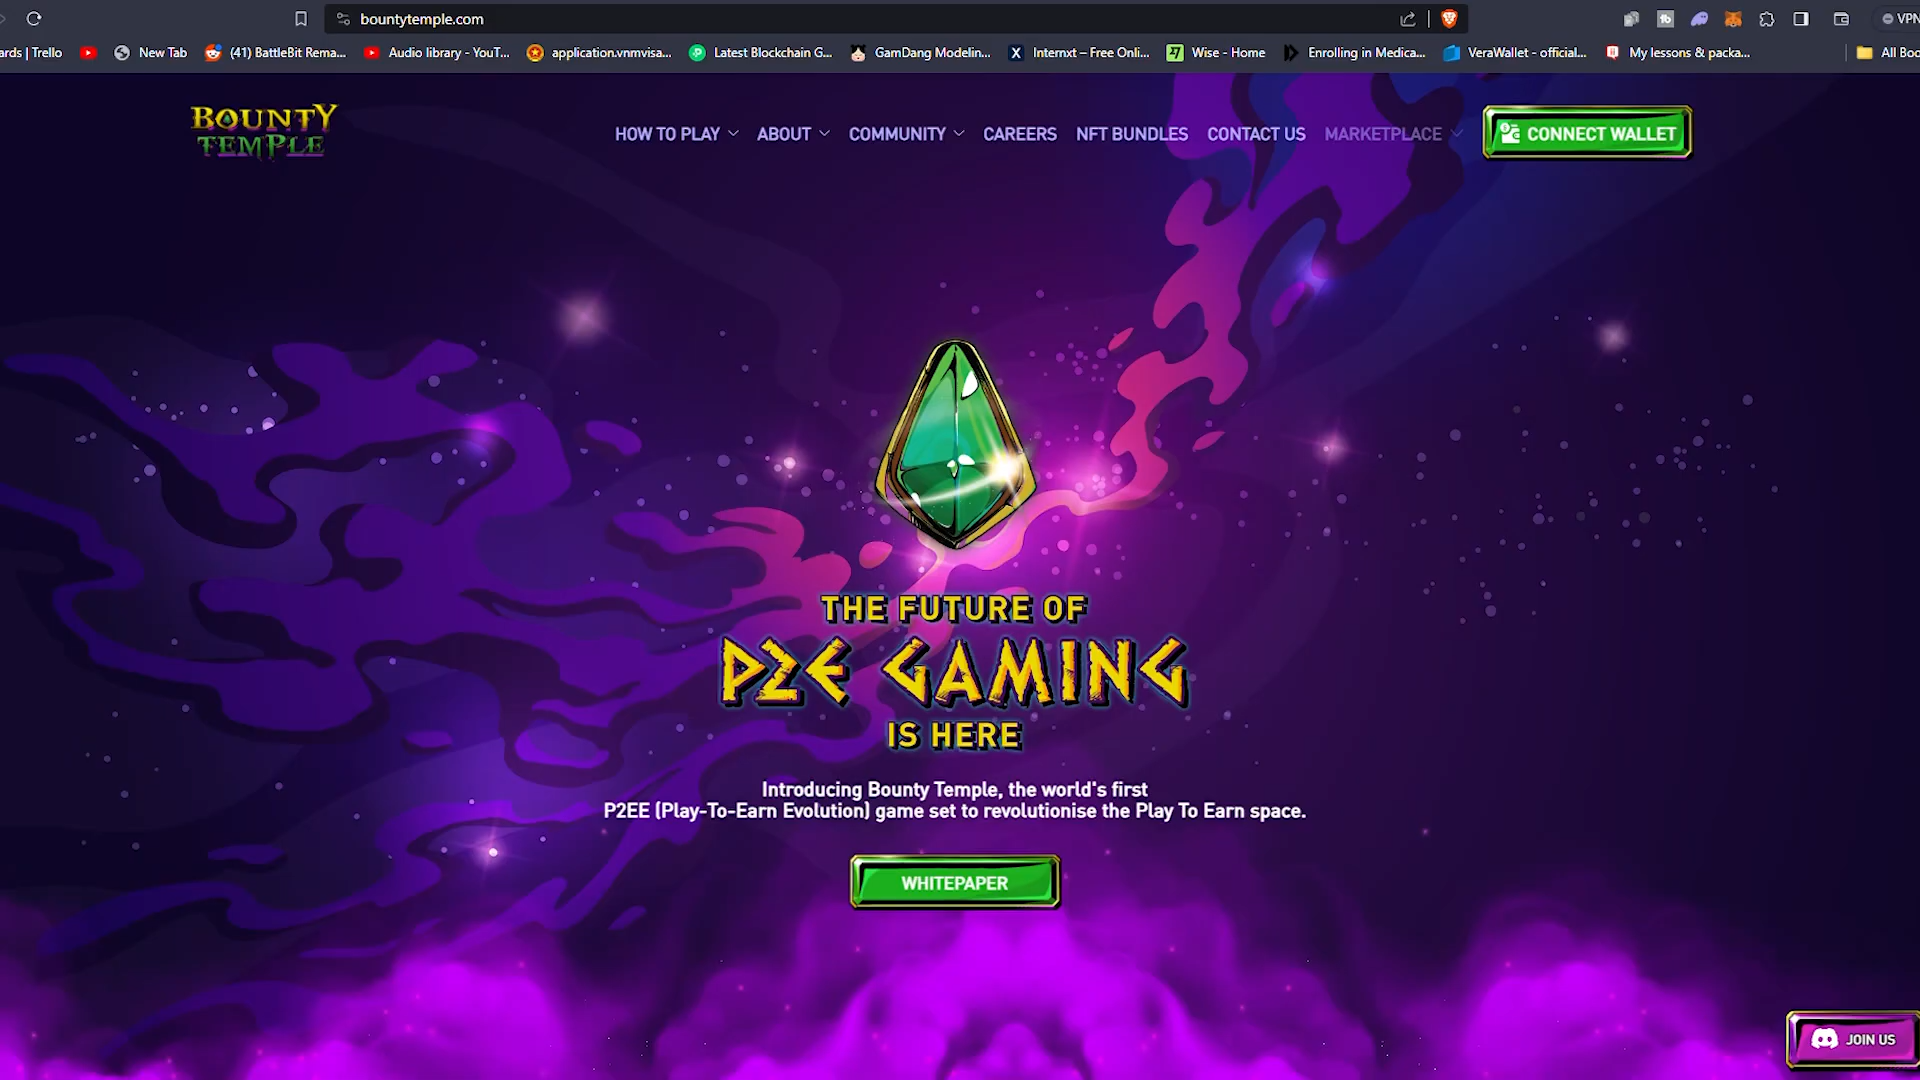 bountytemple.com
VPN
ards | Trello
New Tab
(41) BattleBit Rema...
Audio library - YouT...
application.vnmvisa...
Latest Blockchain G...
GamDang Modelin...
Internxt – Free Onli...
Wise - Home
Enrolling in Medica...
VeraWallet - official...
My lessons & packa...
All Boo
BOUNTY
TEMPLE
HOW TO PLAY
ABOUT
COMMUNITY
CAREERS
NFT BUNDLES
CONTACT US
MARKETPLACE
CONNECT WALLET
THE FUTURE OF
P2E GAMING
IS HERE
Introducing Bounty Temple, the world's first
P2EE (Play-To-Earn Evolution) game set to revolutionise the Play To Earn space.
WHITEPAPER
JOIN US